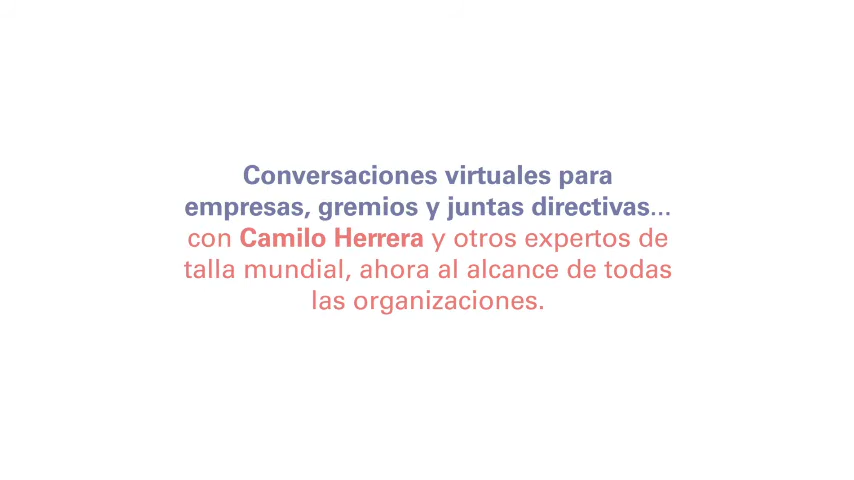 Conversaciones virtuales para
empresas, gremios y juntas directivas...
con Camilo Herrera y otros expertos de
talla mundial, ahora al alcance de todas
las organizaciones.